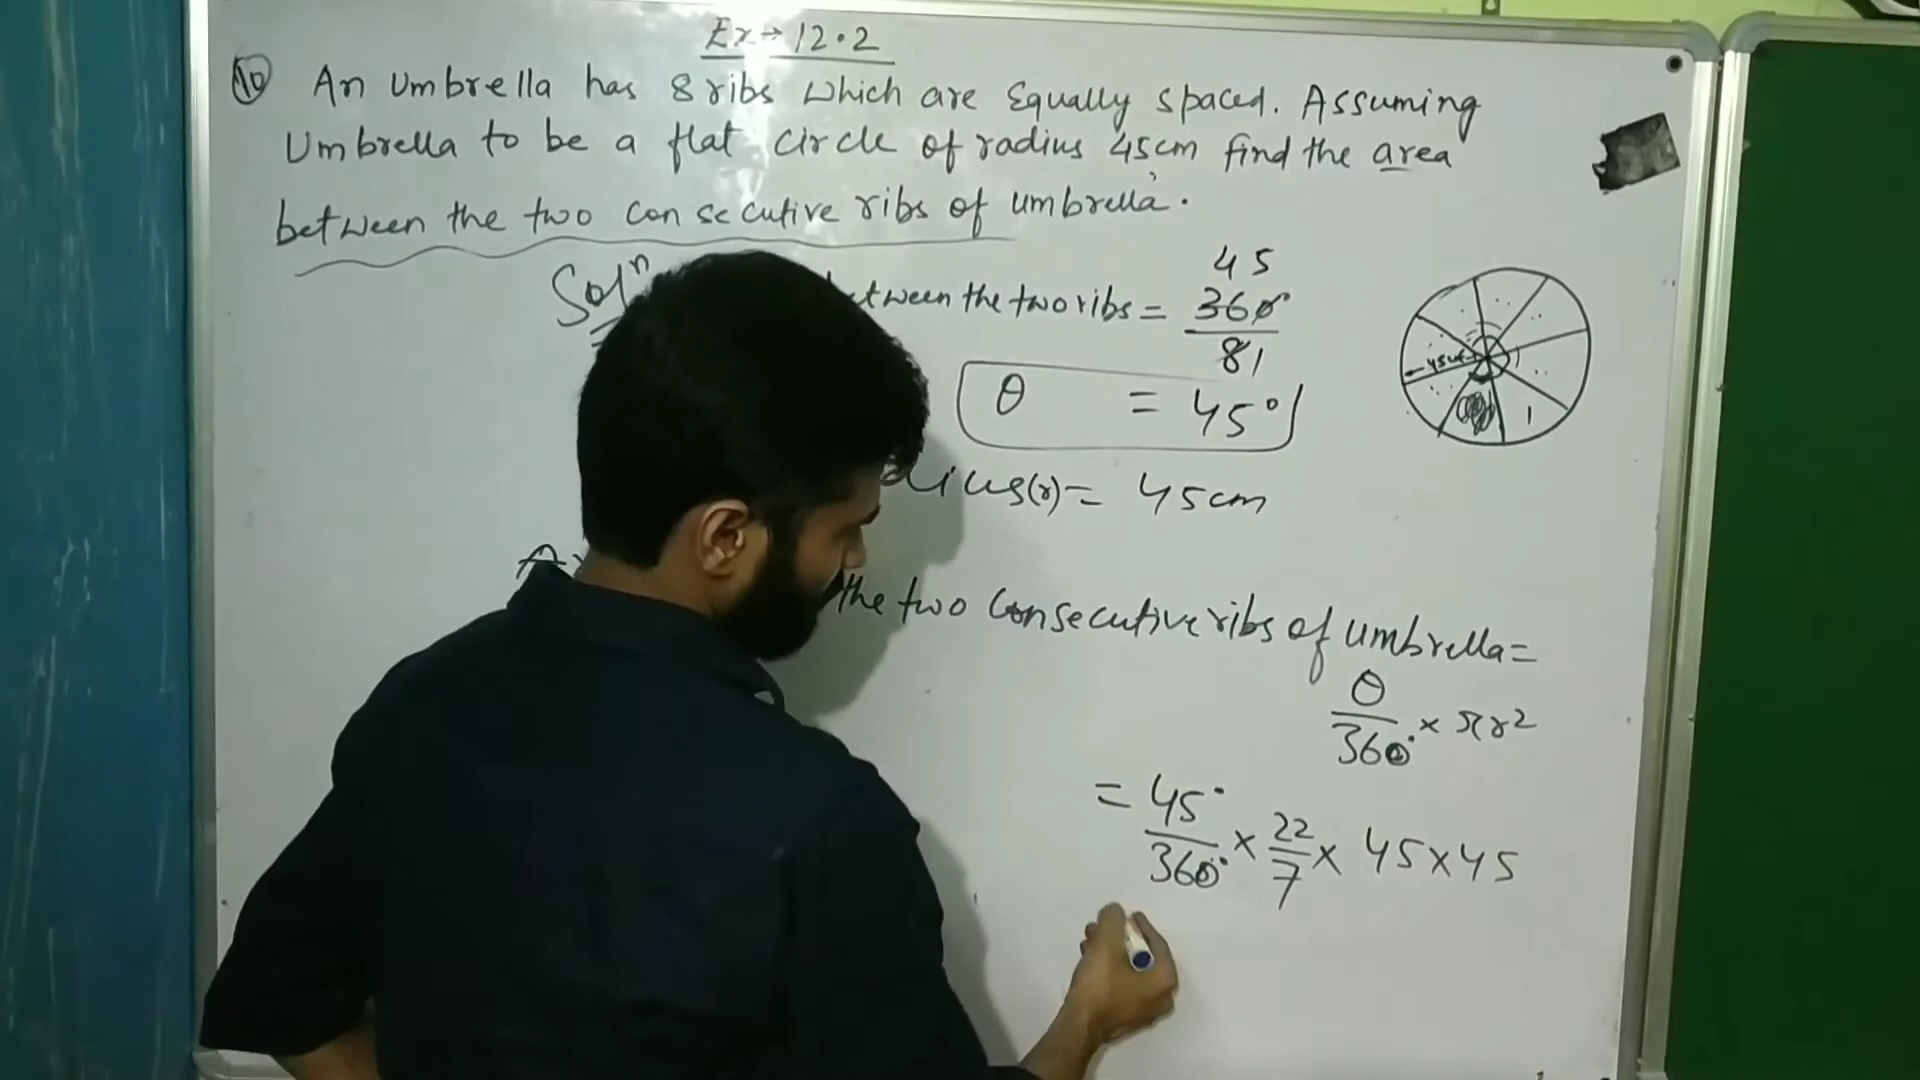 Ex→ 12.2
10 An Umbrella has 8 ribs which are Equally spaced. Assuming
Umbrella to be a flat circle of radius 45cm find the area
between the two consecutive ribs of umbrella.
Solⁿ
between the two ribs = 360°/8 45 1
θ = 45°
radius(r) = 45cm
the two consecutive ribs of umbrella =
θ/360° × πr²
= 45°/360° × 22/7 × 45×45
45cm
1